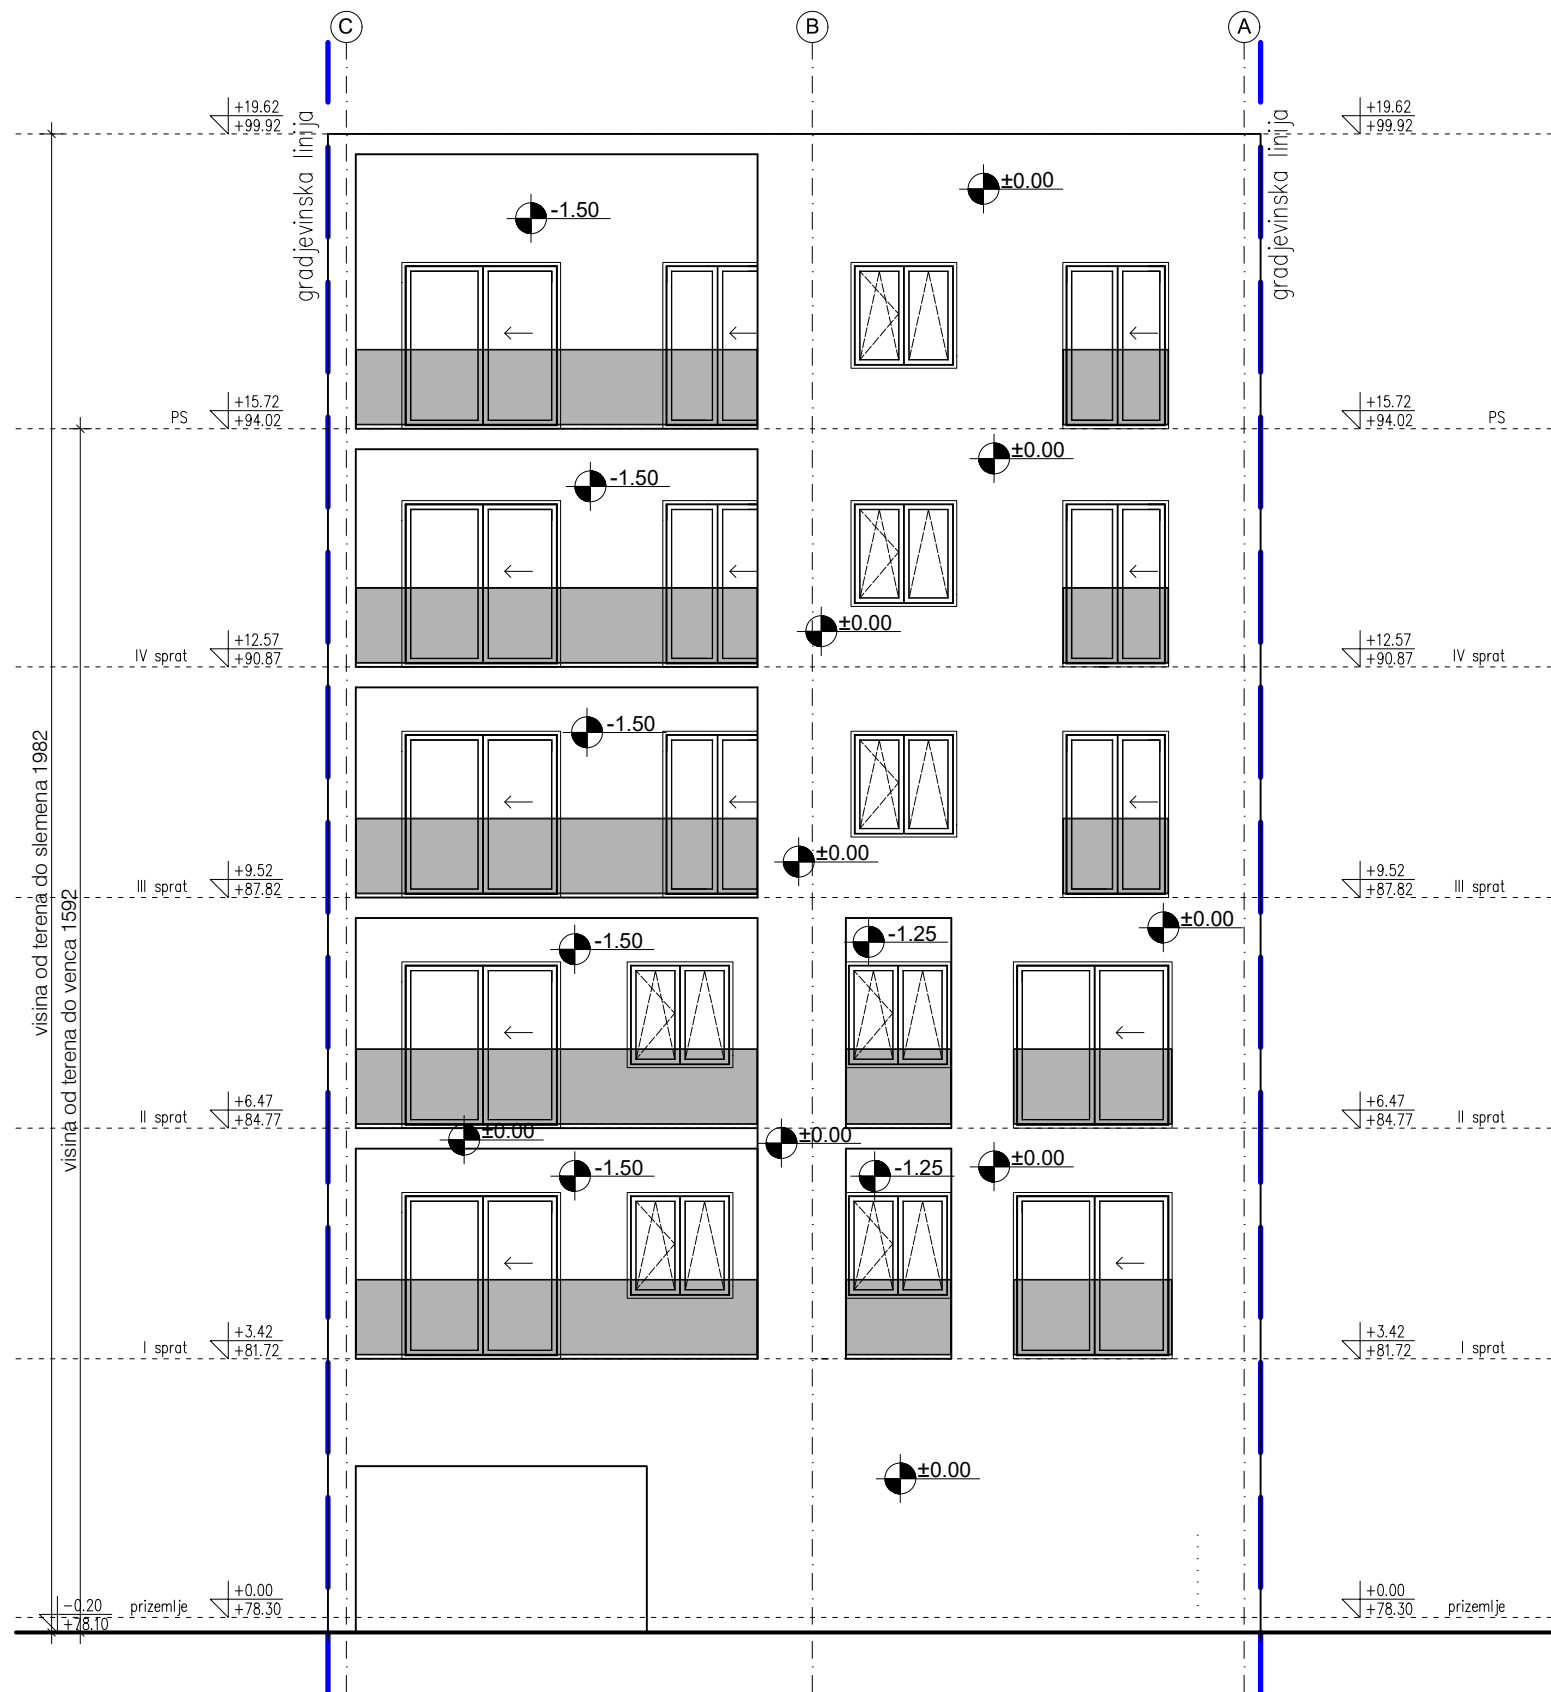 C
B
A
+19.62
+99.92
+19.62
+99.92
gradjevinska linija
gradjevinska linija
-1.50
±0.00
PS
+15.72
+94.02
+15.72
+94.02
PS
-1.50
±0.00
±0.00
IV sprat
+12.57
+90.87
+12.57
+90.87
IV sprat
-1.50
±0.00
III sprat
+9.52
+87.82
+9.52
+87.82
III sprat
visina od terena do slemena 1982
visina od terena do venca 1592
-1.50
-1.25
±0.00
II sprat
+6.47
+84.77
+6.47
+84.77
II sprat
±0.00
±0.00
±0.00
-1.50
-1.25
I sprat
+3.42
+81.72
+3.42
+81.72
I sprat
±0.00
-0.20
+78.10
prizemlje
+0.00
+78.30
+0.00
+78.30
prizemlje